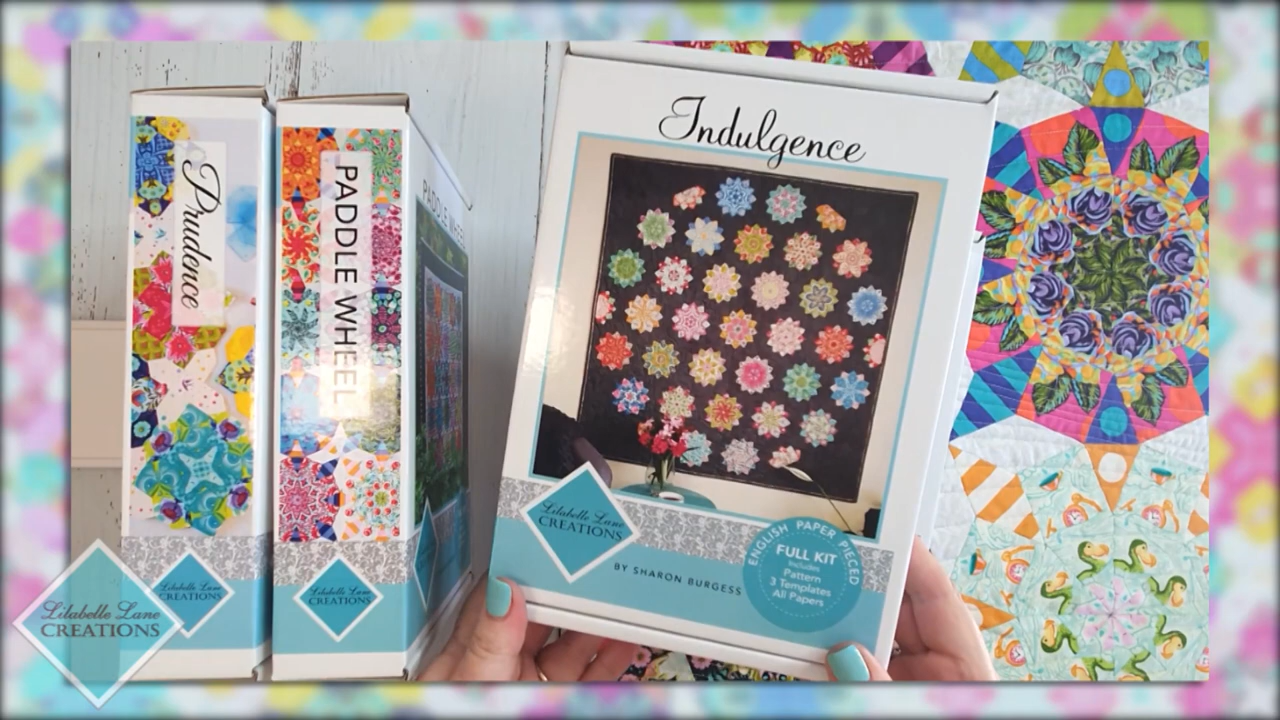 Prudence
PADDLE WHEEL
PADDLE WHEEL
Indulgence
Lilabelle Lane
CREATIONS
BY SHARON BURGESS
ENGLISH PAPER PIECED
FULL KIT
Includes
Pattern
3 Templates
All Papers
Lilabelle Lane
CREATIONS
Lilabelle Lane
CREATIONS
Lilabelle Lane
CREATIONS